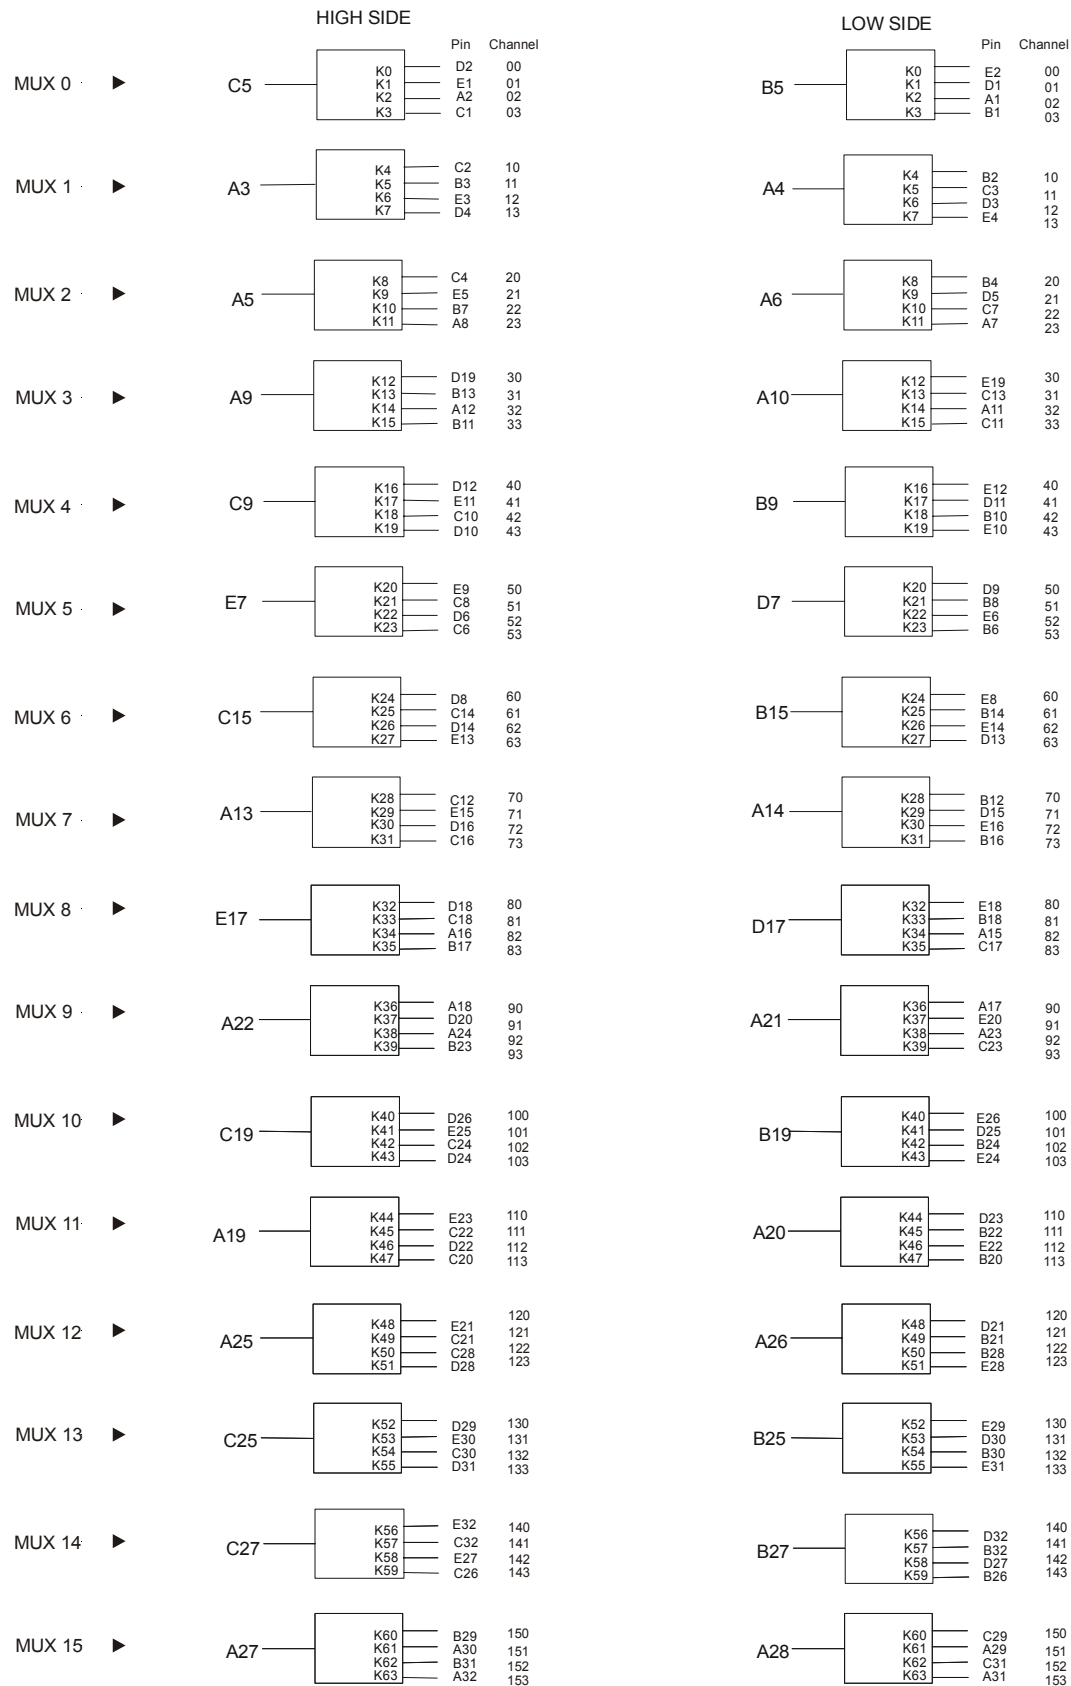 HIGH SIDE
LOW SIDE
Pin Channel
Pin Channel
MUX 0
C5
K0 D2 00
K1 E1 01
K2 A2 02
K3 C1 03
B5
K0 E2 00
K1 D1 01
K2 A1 02
K3 B1 03
MUX 1
A3
K4 C2 10
K5 B3 11
K6 E3 12
K7 D4 13
A4
K4 B2 10
K5 C3 11
K6 D3 12
K7 E4 13
MUX 2
A5
K8 C4 20
K9 E5 21
K10 B7 22
K11 A8 23
A6
K8 B4 20
K9 D5 21
K10 C7 22
K11 A7 23
MUX 3
A9
K12 D19 30
K13 B13 31
K14 A12 32
K15 B11 33
A10
K12 E19 30
K13 C13 31
K14 A11 32
K15 C11 33
MUX 4
C9
K16 D12 40
K17 E11 41
K18 C10 42
K19 D10 43
B9
K16 E12 40
K17 D11 41
K18 B10 42
K19 E10 43
MUX 5
E7
K20 E9 50
K21 C8 51
K22 D6 52
K23 C6 53
D7
K20 D9 50
K21 B8 51
K22 E6 52
K23 B6 53
MUX 6
C15
K24 D8 60
K25 C14 61
K26 D14 62
K27 E13 63
B15
K24 E8 60
K25 B14 61
K26 E14 62
K27 D13 63
MUX 7
A13
K28 C12 70
K29 E15 71
K30 D16 72
K31 C16 73
A14
K28 B12 70
K29 D15 71
K30 E16 72
K31 B16 73
MUX 8
E17
K32 D18 80
K33 C18 81
K34 A16 82
K35 B17 83
D17
K32 E18 80
K33 B18 81
K34 A15 82
K35 C17 83
MUX 9
A22
K36 A18 90
K37 D20 91
K38 A24 92
K39 B23 93
A21
K36 A17 90
K37 E20 91
K38 A23 92
K39 C23 93
MUX 10
C19
K40 D26 100
K41 E25 101
K42 C24 102
K43 D24 103
B19
K40 E26 100
K41 D25 101
K42 B24 102
K43 E24 103
MUX 11
A19
K44 E23 110
K45 C22 111
K46 D22 112
K47 C20 113
A20
K44 D23 110
K45 B22 111
K46 E22 112
K47 B20 113
MUX 12
A25
K48 E21 120
K49 C21 121
K50 C28 122
K51 D28 123
A26
K48 D21 120
K49 B21 121
K50 B28 122
K51 E28 123
MUX 13
C25
K52 D29 130
K53 E30 131
K54 C30 132
K55 D31 133
B25
K52 E29 130
K53 D30 131
K54 B30 132
K55 E31 133
MUX 14
C27
K56 E32 140
K57 C32 141
K58 E27 142
K59 C26 143
B27
K56 D32 140
K57 B32 141
K58 D27 142
K59 B26 143
MUX 15
A27
K60 B29 150
K61 A30 151
K62 B31 152
K63 A32 153
A28
K60 C29 150
K61 A29 151
K62 C31 152
K63 A31 153